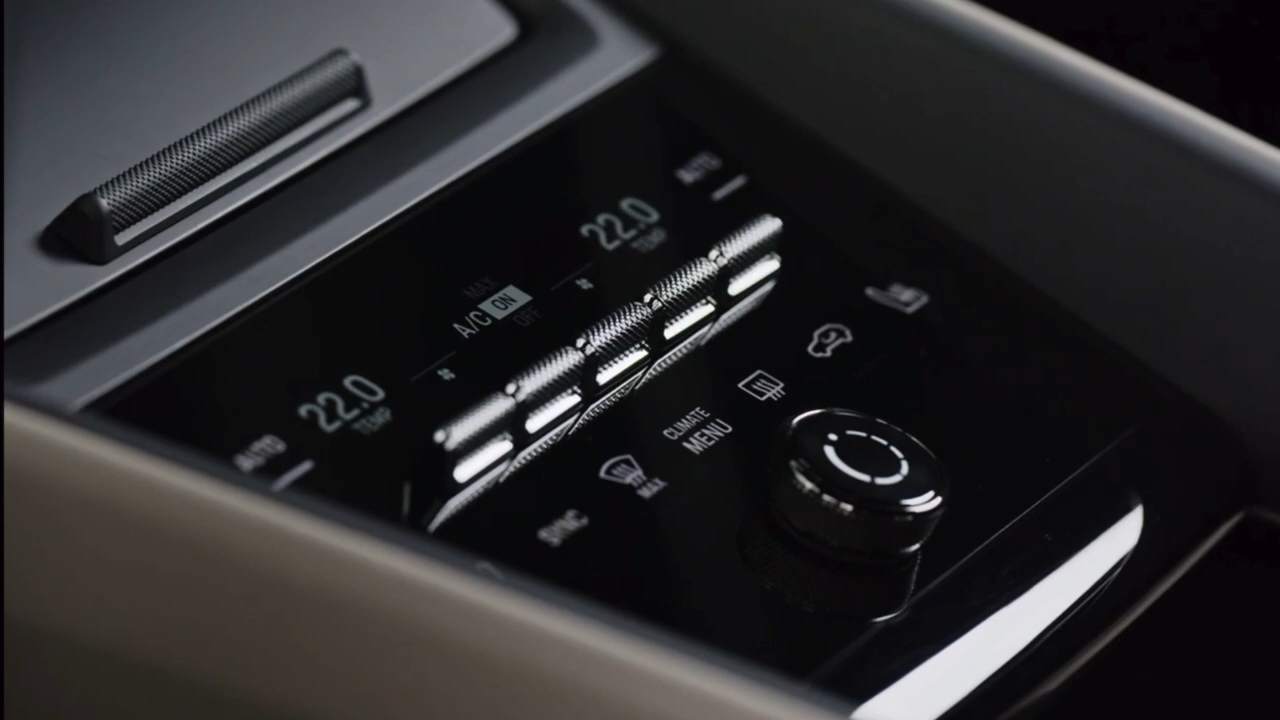 AUTO
22.0
TEMP
MAX
A/C ON
OFF
22.0
TEMP
AUTO
SYNC
MAX
CLIMATE
MENU